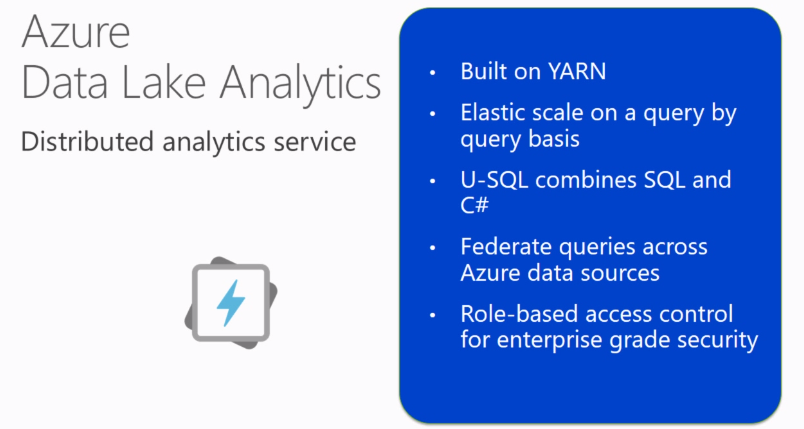 Azure
Data Lake Analytics
Distributed analytics service
• Built on YARN
• Elastic scale on a query by
query basis
• U-SQL combines SQL and
C#
• Federate queries across
Azure data sources
• Role-based access control
for enterprise grade security